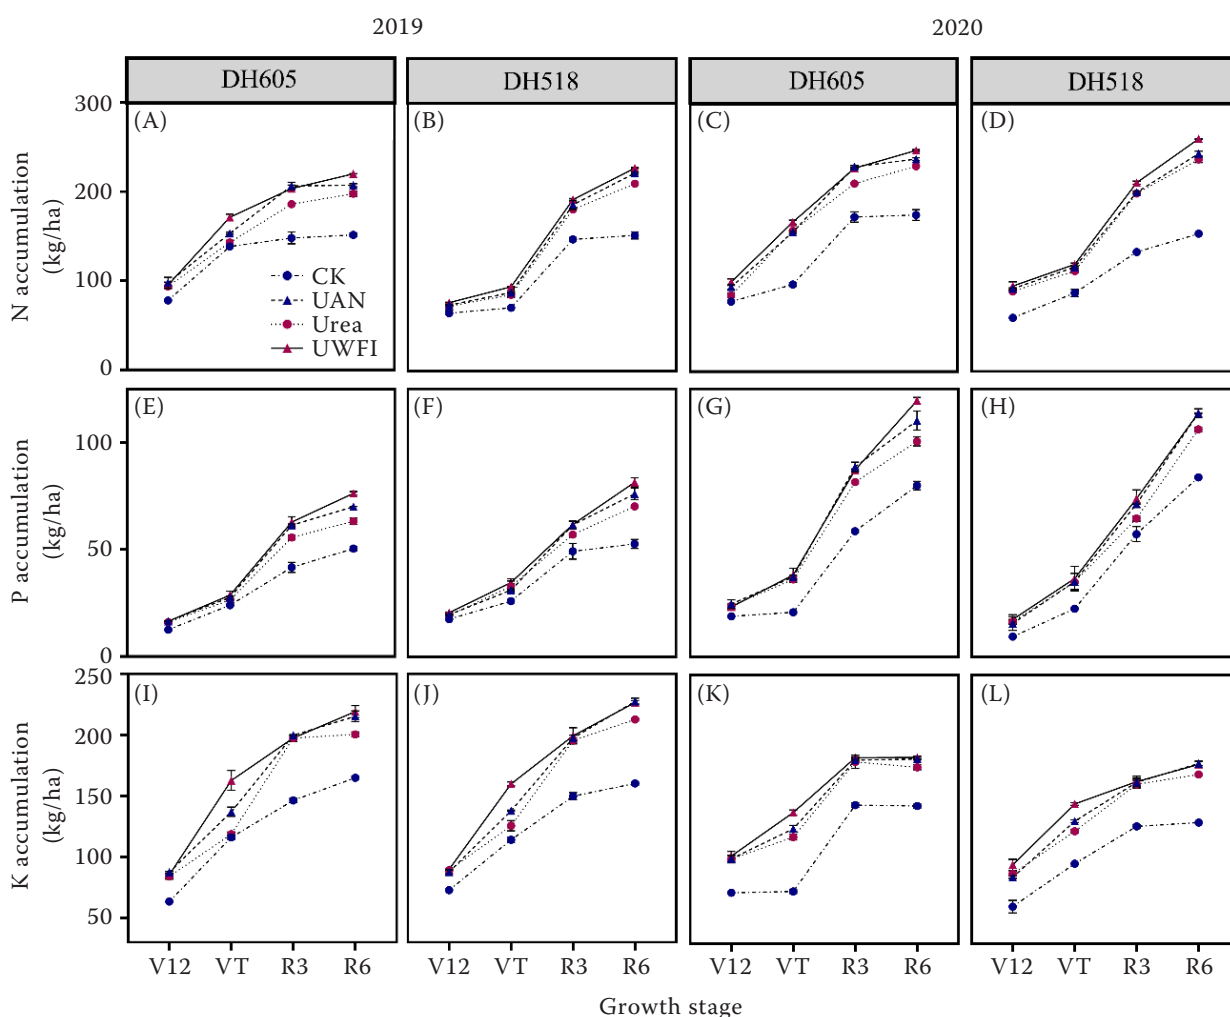 2019 2020
DH605 DH518 DH605 DH518
N accumulation
(kg/ha)
300
200
100
0
(A) (B) (C) (D)
CK
UAN
Urea
UWFI
P accumulation
(kg/ha)
100
50
0
(E) (F) (G) (H)
K accumulation
(kg/ha)
250
200
150
100
50
(I) (J) (K) (L)
V12 VT R3 R6 V12 VT R3 R6 V12 VT R3 R6 V12 VT R3 R6
Growth stage